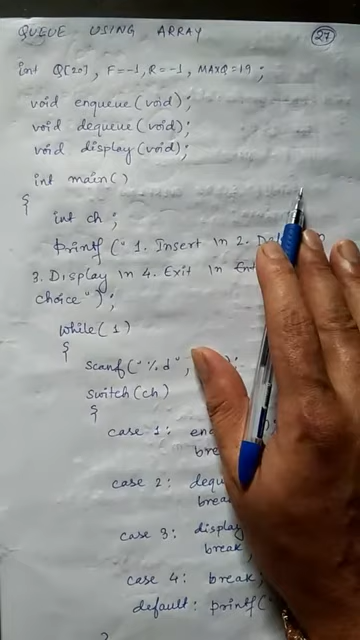 QUEUE USING ARRAY
27
int Q[20], F=-1, R=-1, MAXQ=19;
void enqueue(void);
void dequeue(void);
void display(void);
int main()
{
int ch;
printf("1. Insert \n 2.
3. Display \n 4. Exit \n
choice");
while(1)
{
scanf("%d",
switch(ch)
{
case 1:
case 2:
case 3: display
break;
case 4: break;
default: printf("